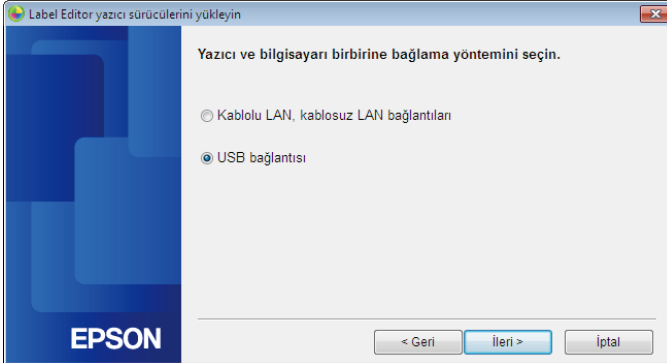 Label Editor yazıcı sürücülerini yükleyin
Yazıcı ve bilgisayarı birbirine bağlama yöntemini seçin.
Kablolu LAN, kablosuz LAN bağlantıları
USB bağlantısı
EPSON
< Geri
İleri >
İptal